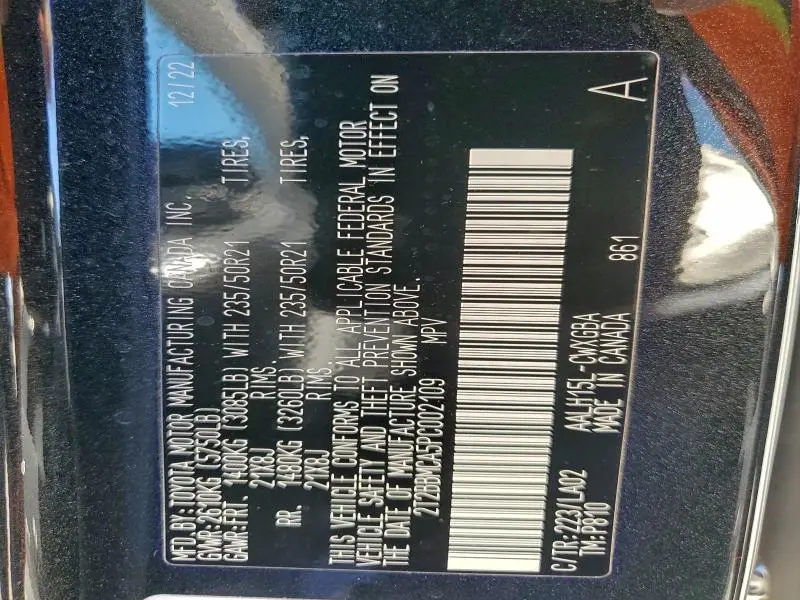 MFD.BY:TOYOTA MOTOR MANUFACTURING CANADA INC. 12/22
GVWR:2610KG (5750LB)
GAWR:FRT. 1400KG (3085LB) WITH 235/50R21 TIRES,
21X8J RIMS.
RR. 1480KG (3260LB) WITH 235/50R21 TIRES,
21X8J RIMS.
THIS VEHICLE CONFORMS TO ALL APPLICABLE FEDERAL MOTOR
VEHICLE SAFETY AND THEFT PREVENTION STANDARDS IN EFFECT ON
THE DATE OF MANUFACTURE SHOWN ABOVE.
2T2BBMCA5PC002109 MPV
C/TR:223/LA02 AALH15L-CWXGBA 861 A
TM:P810 MADE IN CANADA